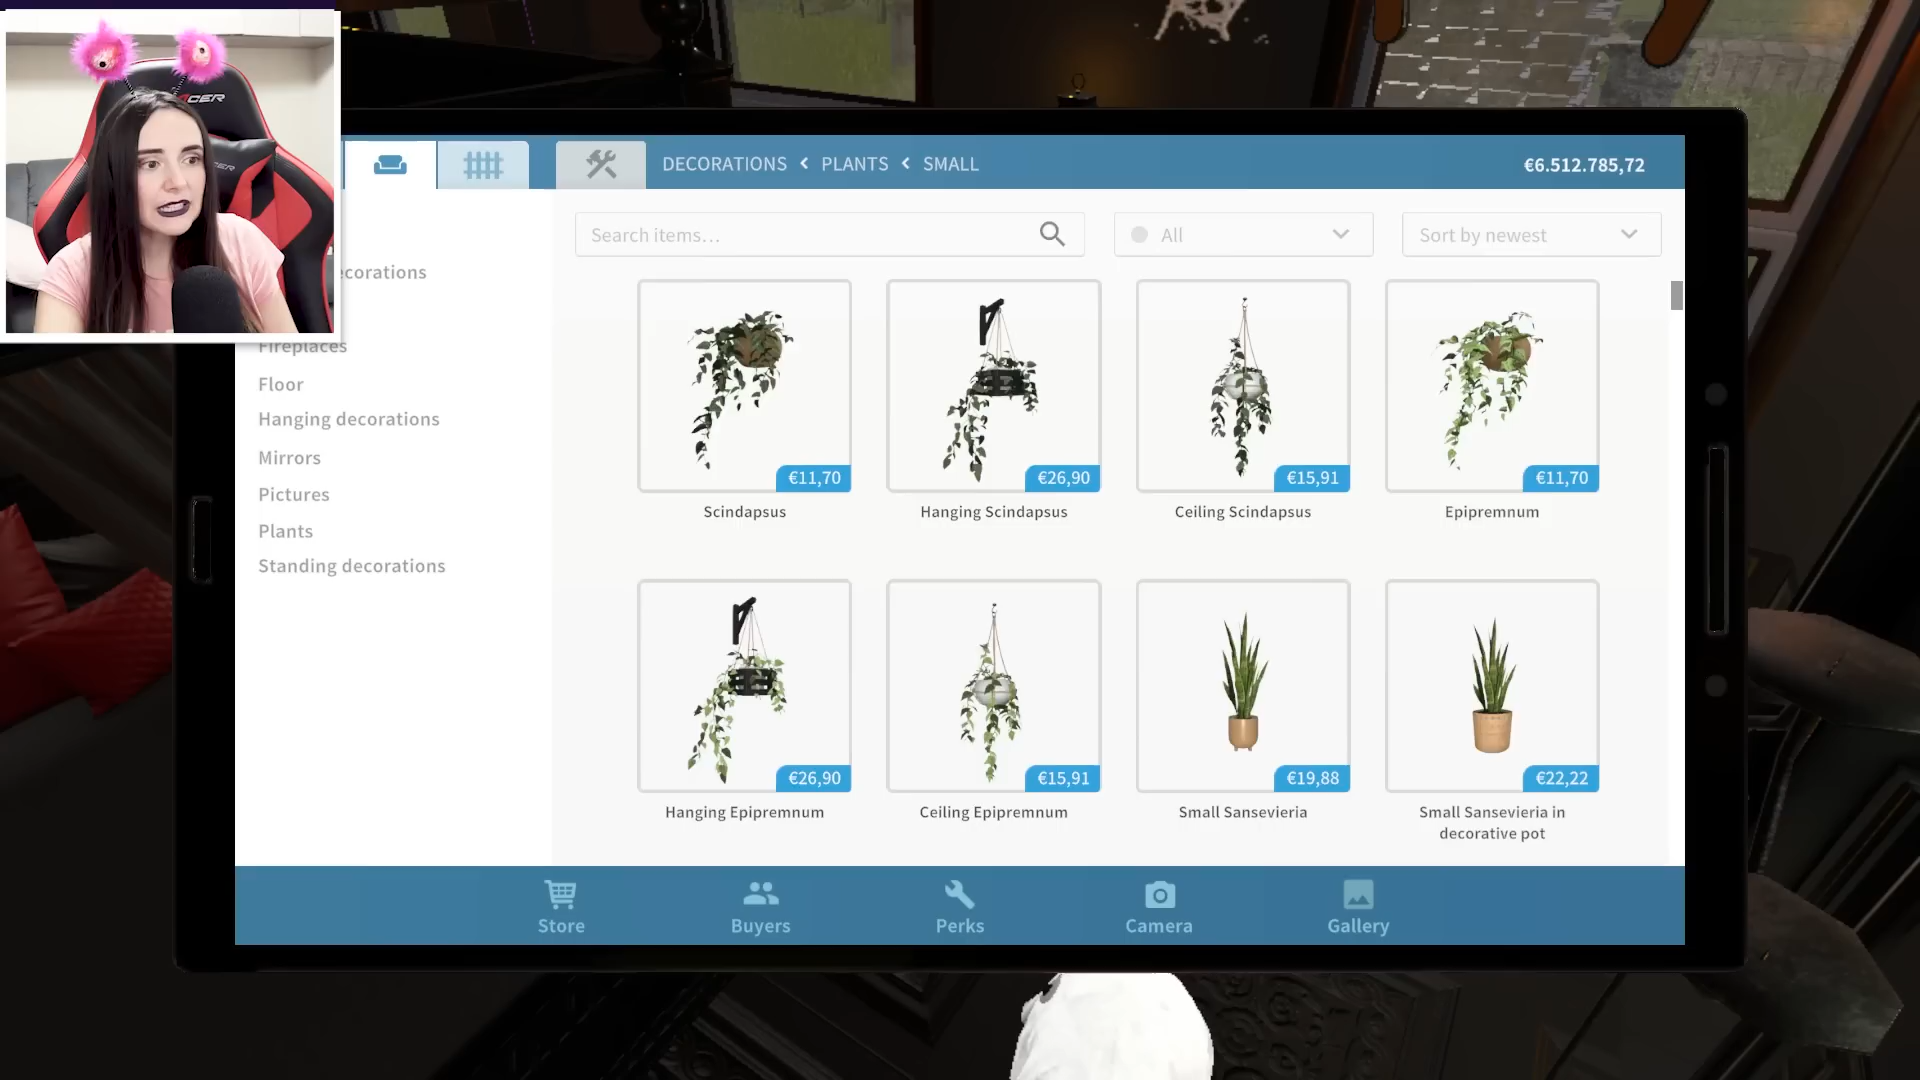 DECORATIONS < PLANTS < SMALL
€6.512.785,72
Search items...
All
Sort by newest
ecorations
Fireplaces
Floor
Hanging decorations
Mirrors
Pictures
Plants
Standing decorations
€11,70
Scindapsus
€26,90
Hanging Scindapsus
€15,91
Ceiling Scindapsus
€11,70
Epipremnum
€26,90
Hanging Epipremnum
€15,91
Ceiling Epipremnum
€19,88
Small Sansevieria
€22,22
Small Sansevieria in
decorative pot
Store
Buyers
Perks
Camera
Gallery